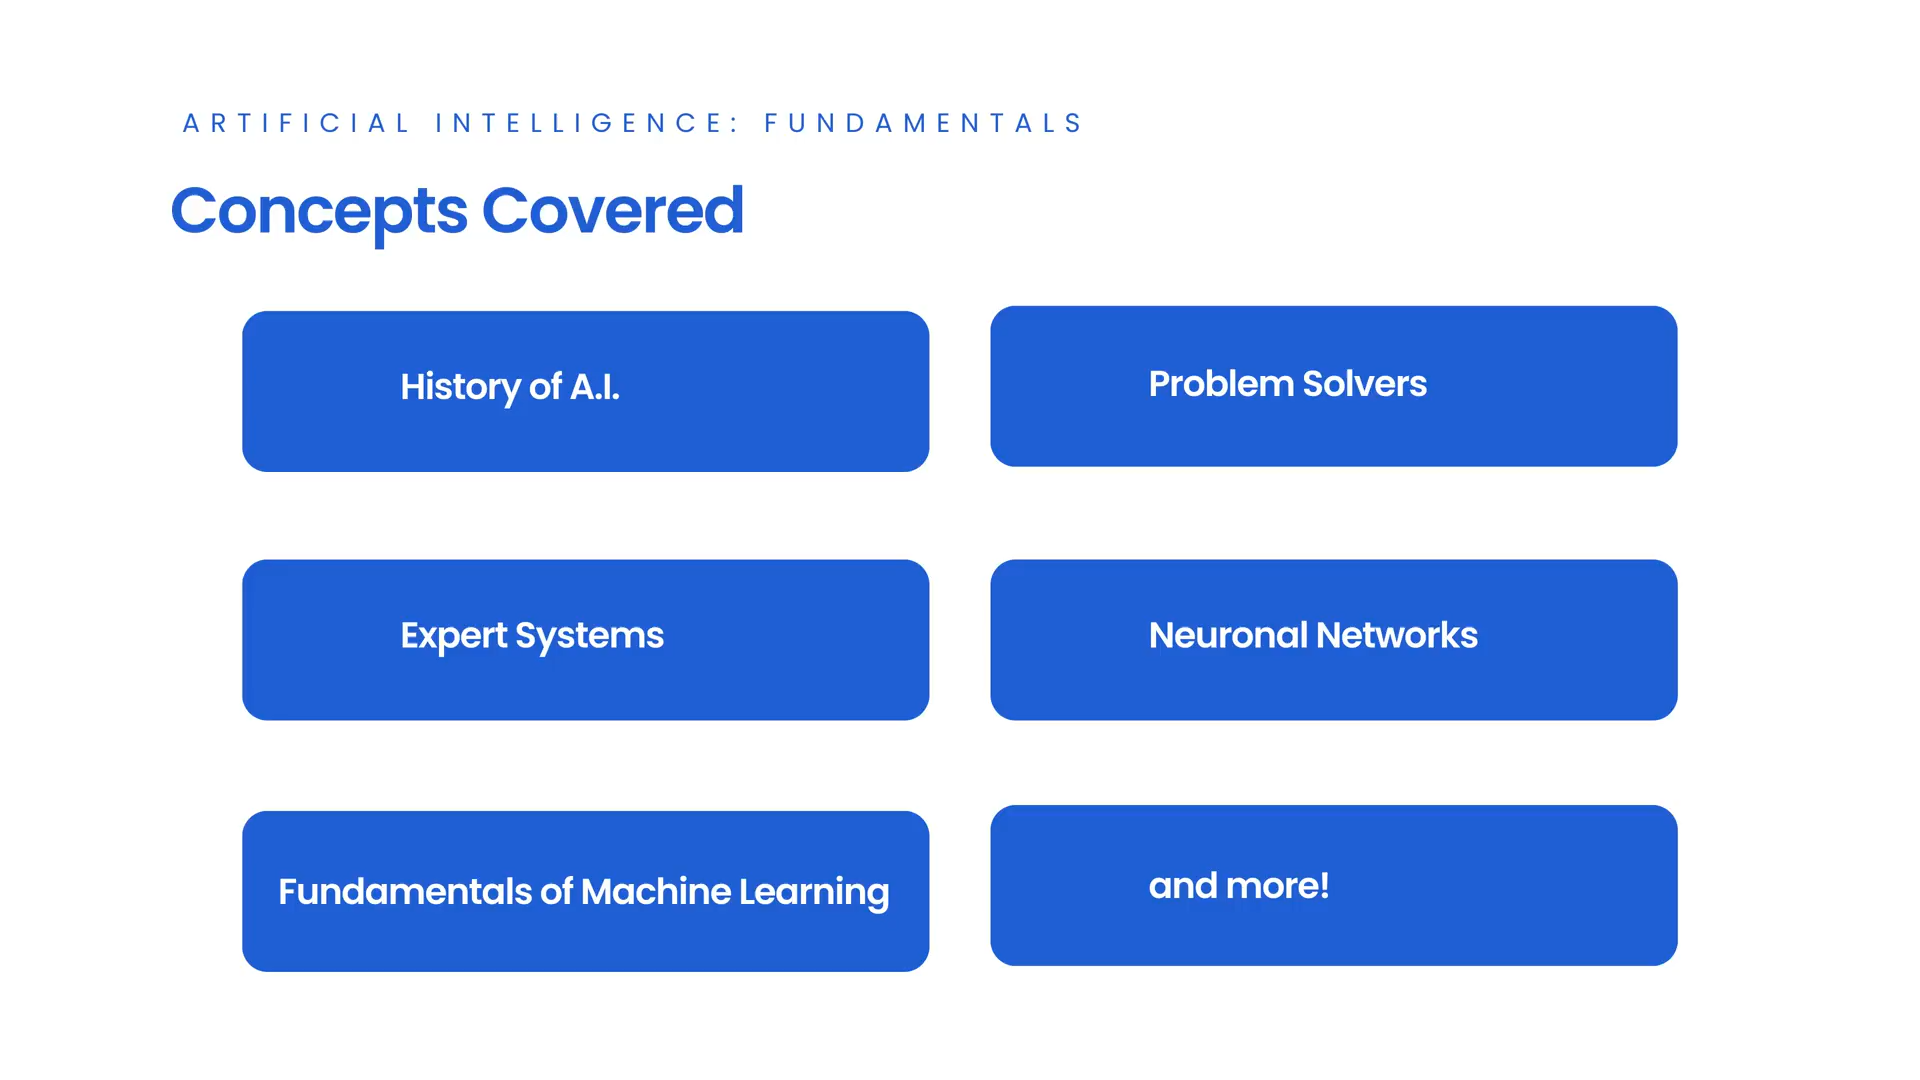 ARTIFICIAL INTELLIGENCE: FUNDAMENTALS
Concepts Covered
History of A.I.
Problem Solvers
Expert Systems
Neuronal Networks
Fundamentals of Machine Learning
and more!